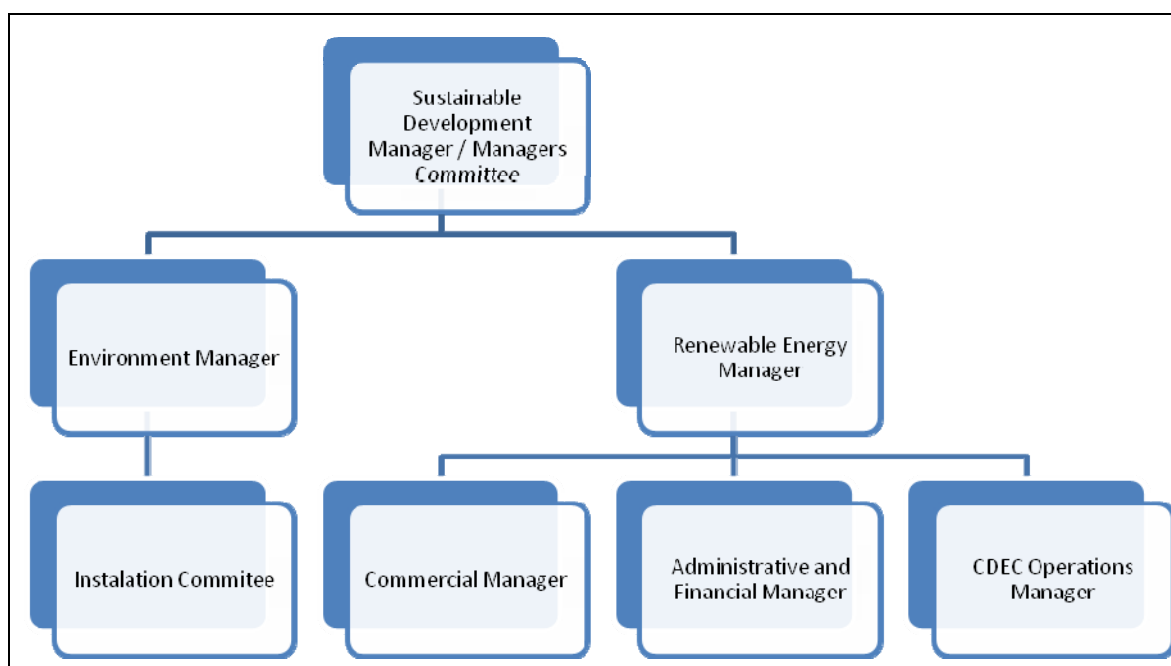 Sustainable
Development
Manager / Managers
Committee
Environment Manager
Renewable Energy
Manager
Instalation Commitee
Commercial Manager
Administrative and
Financial Manager
CDEC Operations
Manager